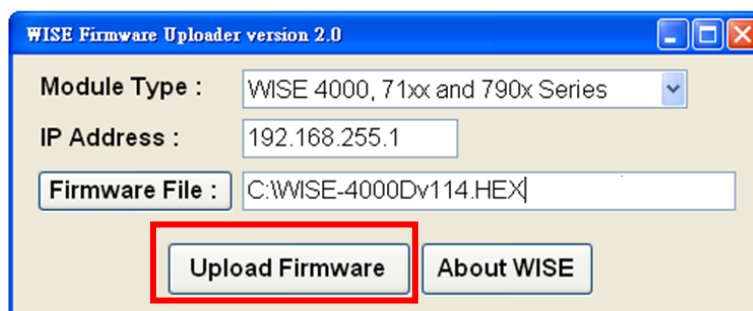 WISE Firmware Uploader version 2.0
Module Type : WISE 4000, 71xx and 790x Series
IP Address : 192.168.255.1
Firmware File : C:\WISE-4000Dv114.HEX
Upload Firmware About WISE